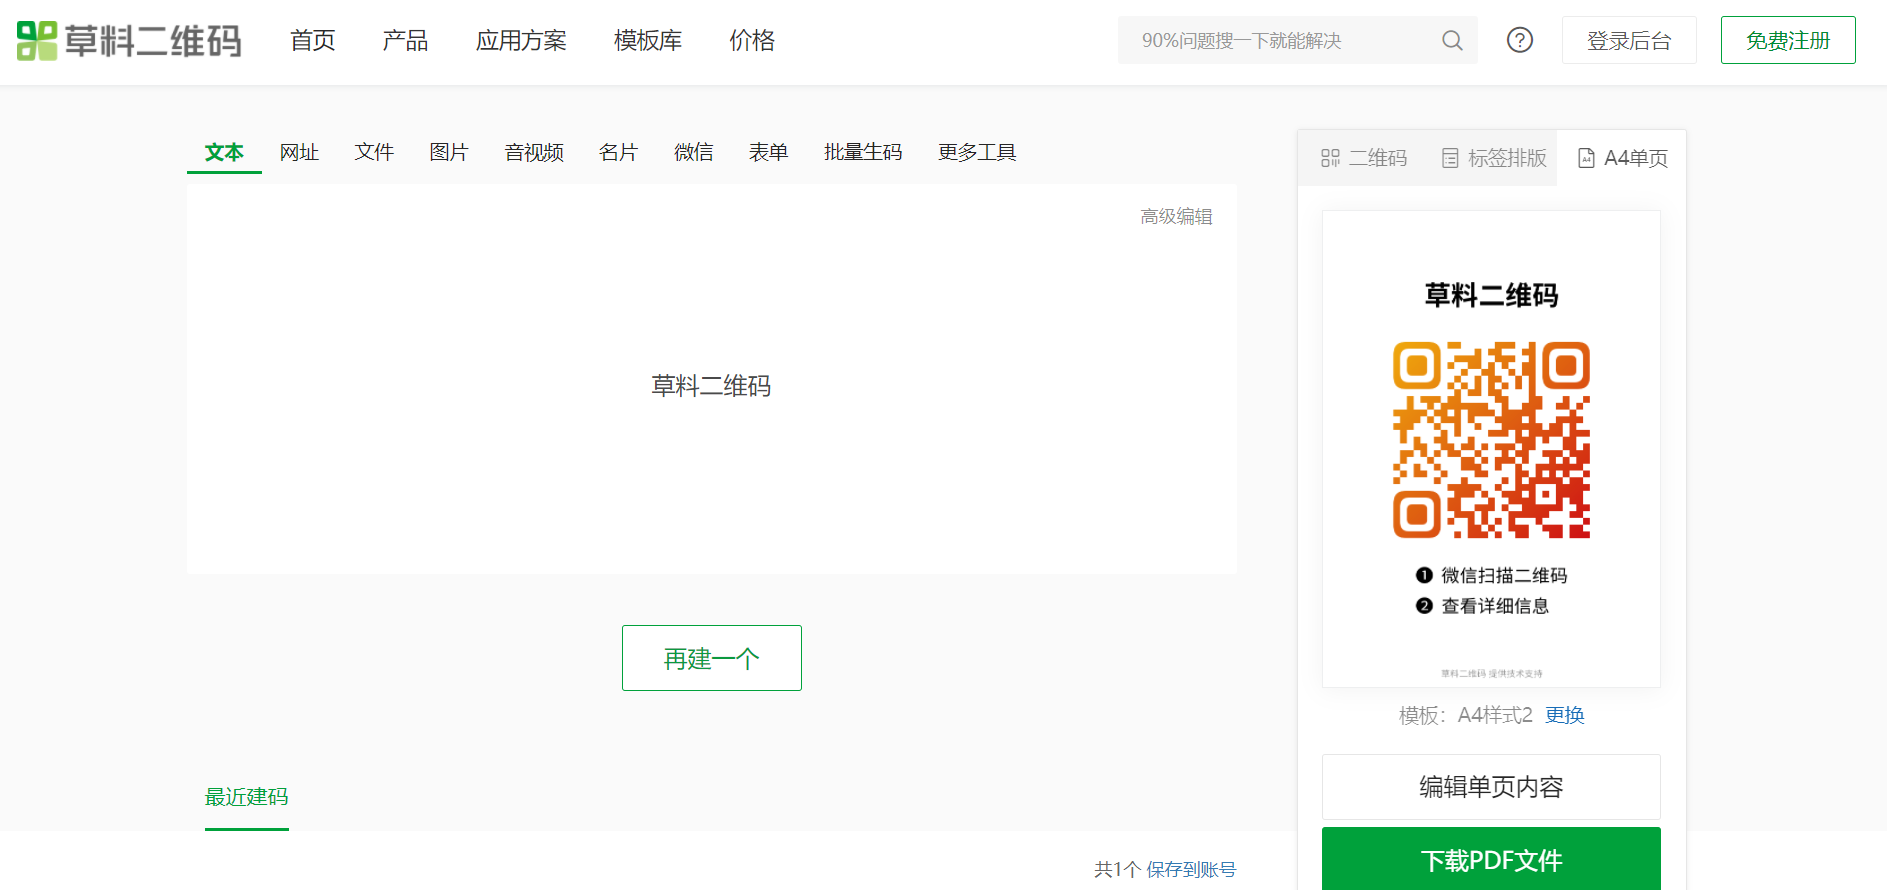 草料二维码
首页 产品 应用方案 模板库 价格
90%问题搜一下就能解决
登录后台
免费注册
文本 网址 文件 图片 音视频 名片 微信 表单 批量生码 更多工具
高级编辑
草料二维码
再建一个
最近建码
共1个 保存到账号
二维码 标签排版 A4单页
草料二维码
❶ 微信扫描二维码
❷ 查看详细信息
草料二维码 提供技术支持
模板：A4样式2 更换
编辑单页内容
下载PDF文件